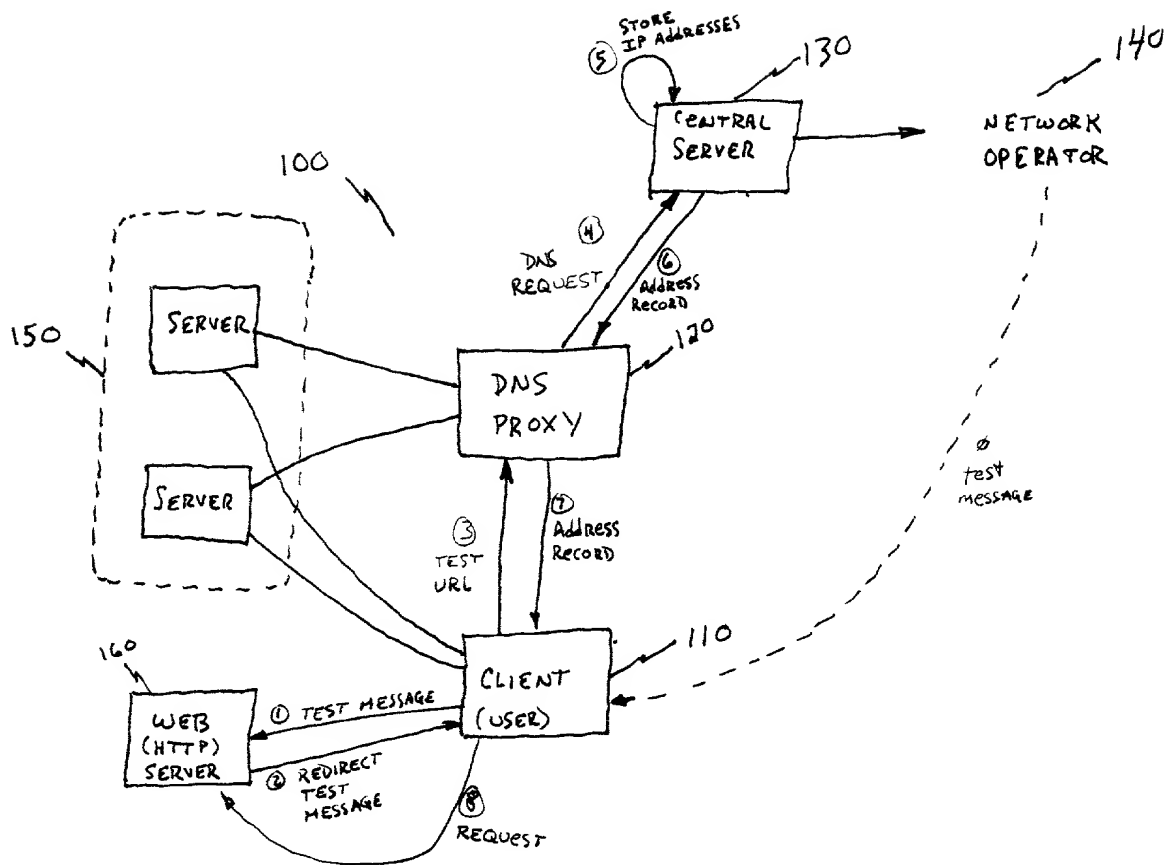 ⑤ STORE
IP Addresses
130
140
CENTRAL
SERVER
NETWORK
OPERATOR
100
④
DNS
REQUEST
⑥
Address
RECORD
150
SERVER
120
DNS
PROXY
ø
test
message
SERVER
③
TEST
URL
⑦
Address
RECORD
110
160
CLIENT
(USER)
① TEST MESSAGE
WEB
(HTTP)
SERVER
② REDIRECT
TEST
MESSAGE
⑧
REQUEST